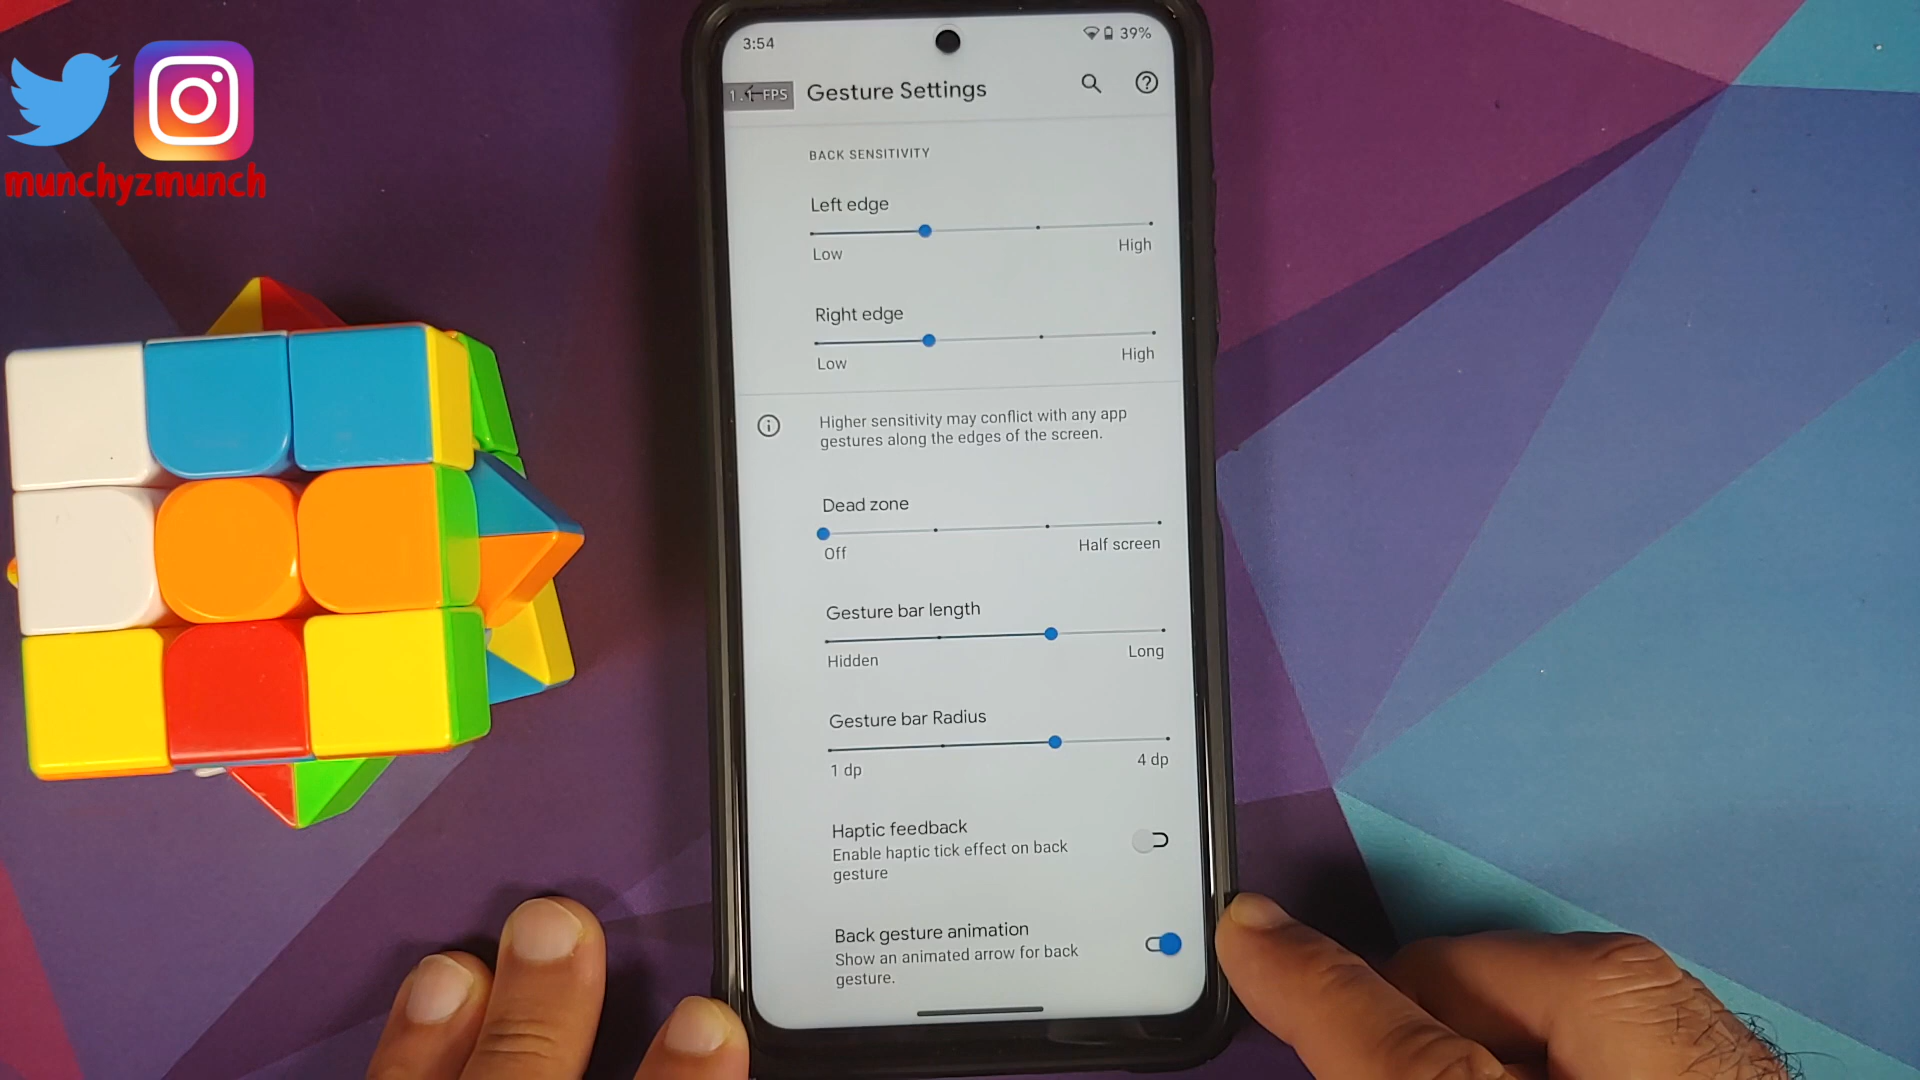 munchyzmunch
3:54
39%
FPS
Gesture Settings
BACK SENSITIVITY
Left edge
Low
High
Right edge
Low
High
Higher sensitivity may conflict with any app
gestures along the edges of the screen.
Dead zone
Off
Half screen
Gesture bar length
Hidden
Long
Gesture bar Radius
1 dp
4 dp
Haptic feedback
Enable haptic tick effect on back
gesture
Back gesture animation
Show an animated arrow for back
gesture.